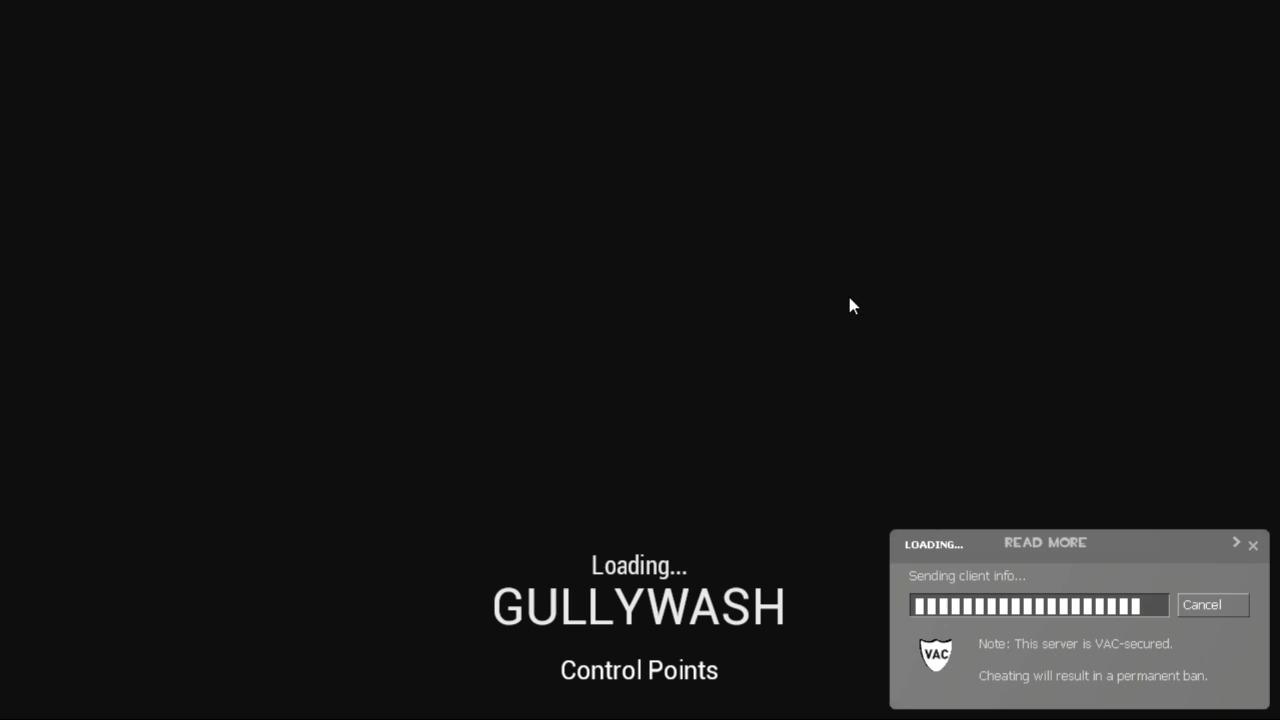 Loading...
GULLYWASH
Control Points
LOADING...
READ MORE
Sending client info...
Cancel
VAC
Note: This server is VAC-secured.
Cheating will result in a permanent ban.